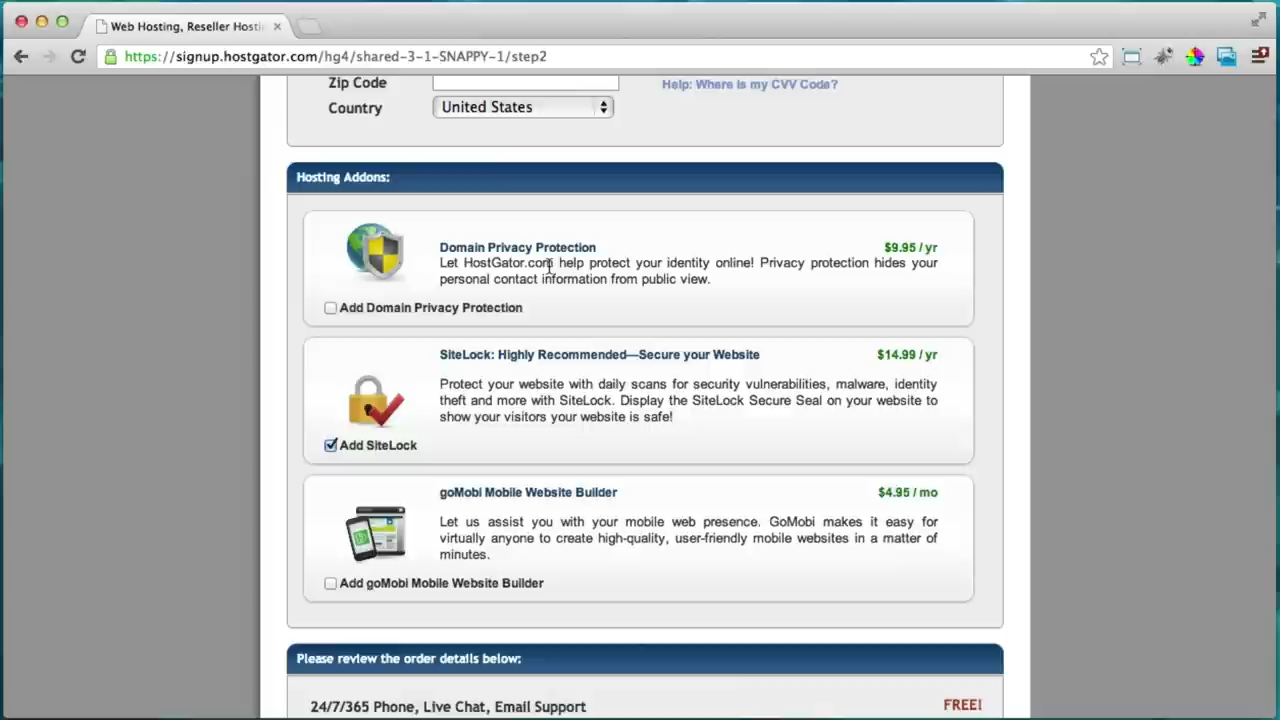 Web Hosting, Reseller Hosti
https://signup.hostgator.com/hg4/shared-3-1-SNAPPY-1/step2
Zip Code
Help: Where is my CVV Code?
Country
United States
Hosting Addons:
Domain Privacy Protection
$9.95 / yr
Let HostGator.com help protect your identity online! Privacy protection hides your
personal contact information from public view.
Add Domain Privacy Protection
SiteLock: Highly Recommended—Secure your Website
$14.99 / yr
Protect your website with daily scans for security vulnerabilities, malware, identity
theft and more with SiteLock. Display the SiteLock Secure Seal on your website to
show your visitors your website is safe!
Add SiteLock
goMobi Mobile Website Builder
$4.95 / mo
Let us assist you with your mobile web presence. GoMobi makes it easy for
virtually anyone to create high-quality, user-friendly mobile websites in a matter of
minutes.
Add goMobi Mobile Website Builder
Please review the order details below:
24/7/365 Phone, Live Chat, Email Support
FREE!